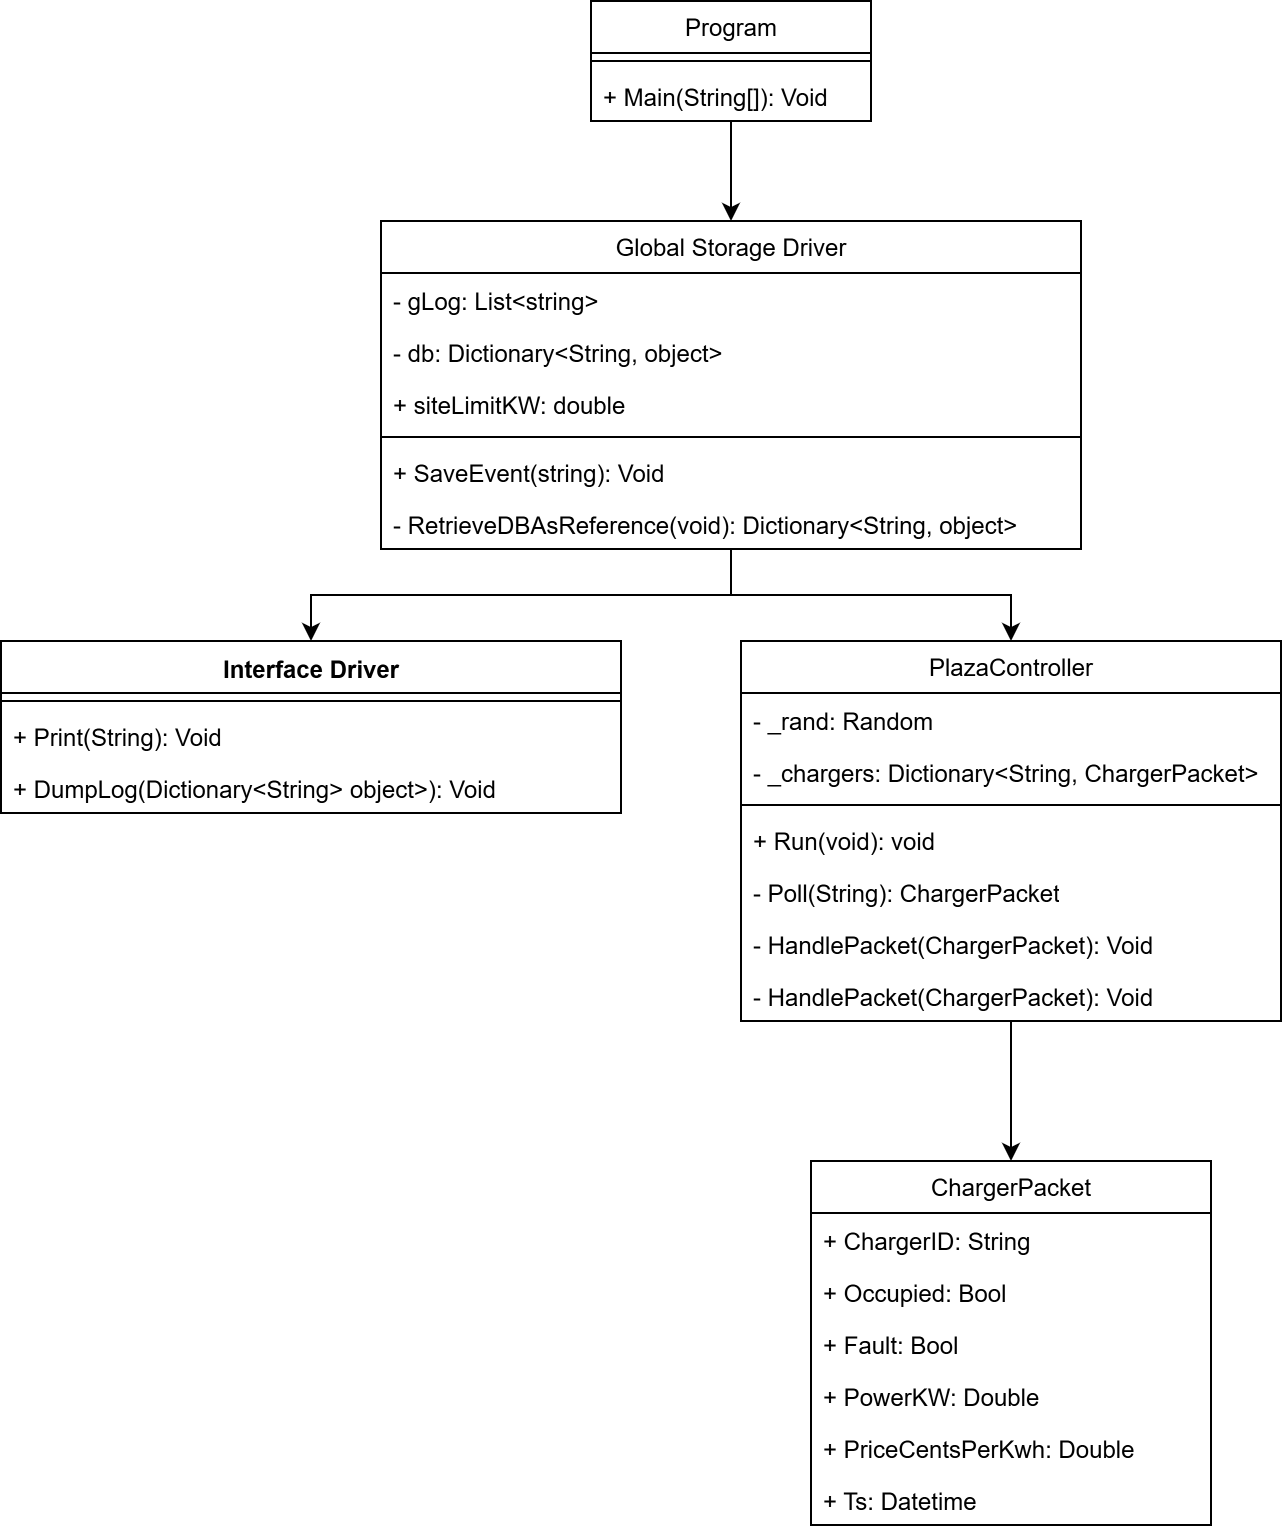 Program
+ Main(String[]): Void
Global Storage Driver
- gLog: List<string>
- db: Dictionary<String, object>
+ siteLimitKW: double
+ SaveEvent(string): Void
- RetrieveDBAsReference(void): Dictionary<String, object>
Interface Driver
+ Print(String): Void
+ DumpLog(Dictionary<String> object>): Void
PlazaController
- _rand: Random
- _chargers: Dictionary<String, ChargerPacket>
+ Run(void): void
- Poll(String): ChargerPacket
- HandlePacket(ChargerPacket): Void
- HandlePacket(ChargerPacket): Void
ChargerPacket
+ ChargerID: String
+ Occupied: Bool
+ Fault: Bool
+ PowerKW: Double
+ PriceCentsPerKwh: Double
+ Ts: Datetime